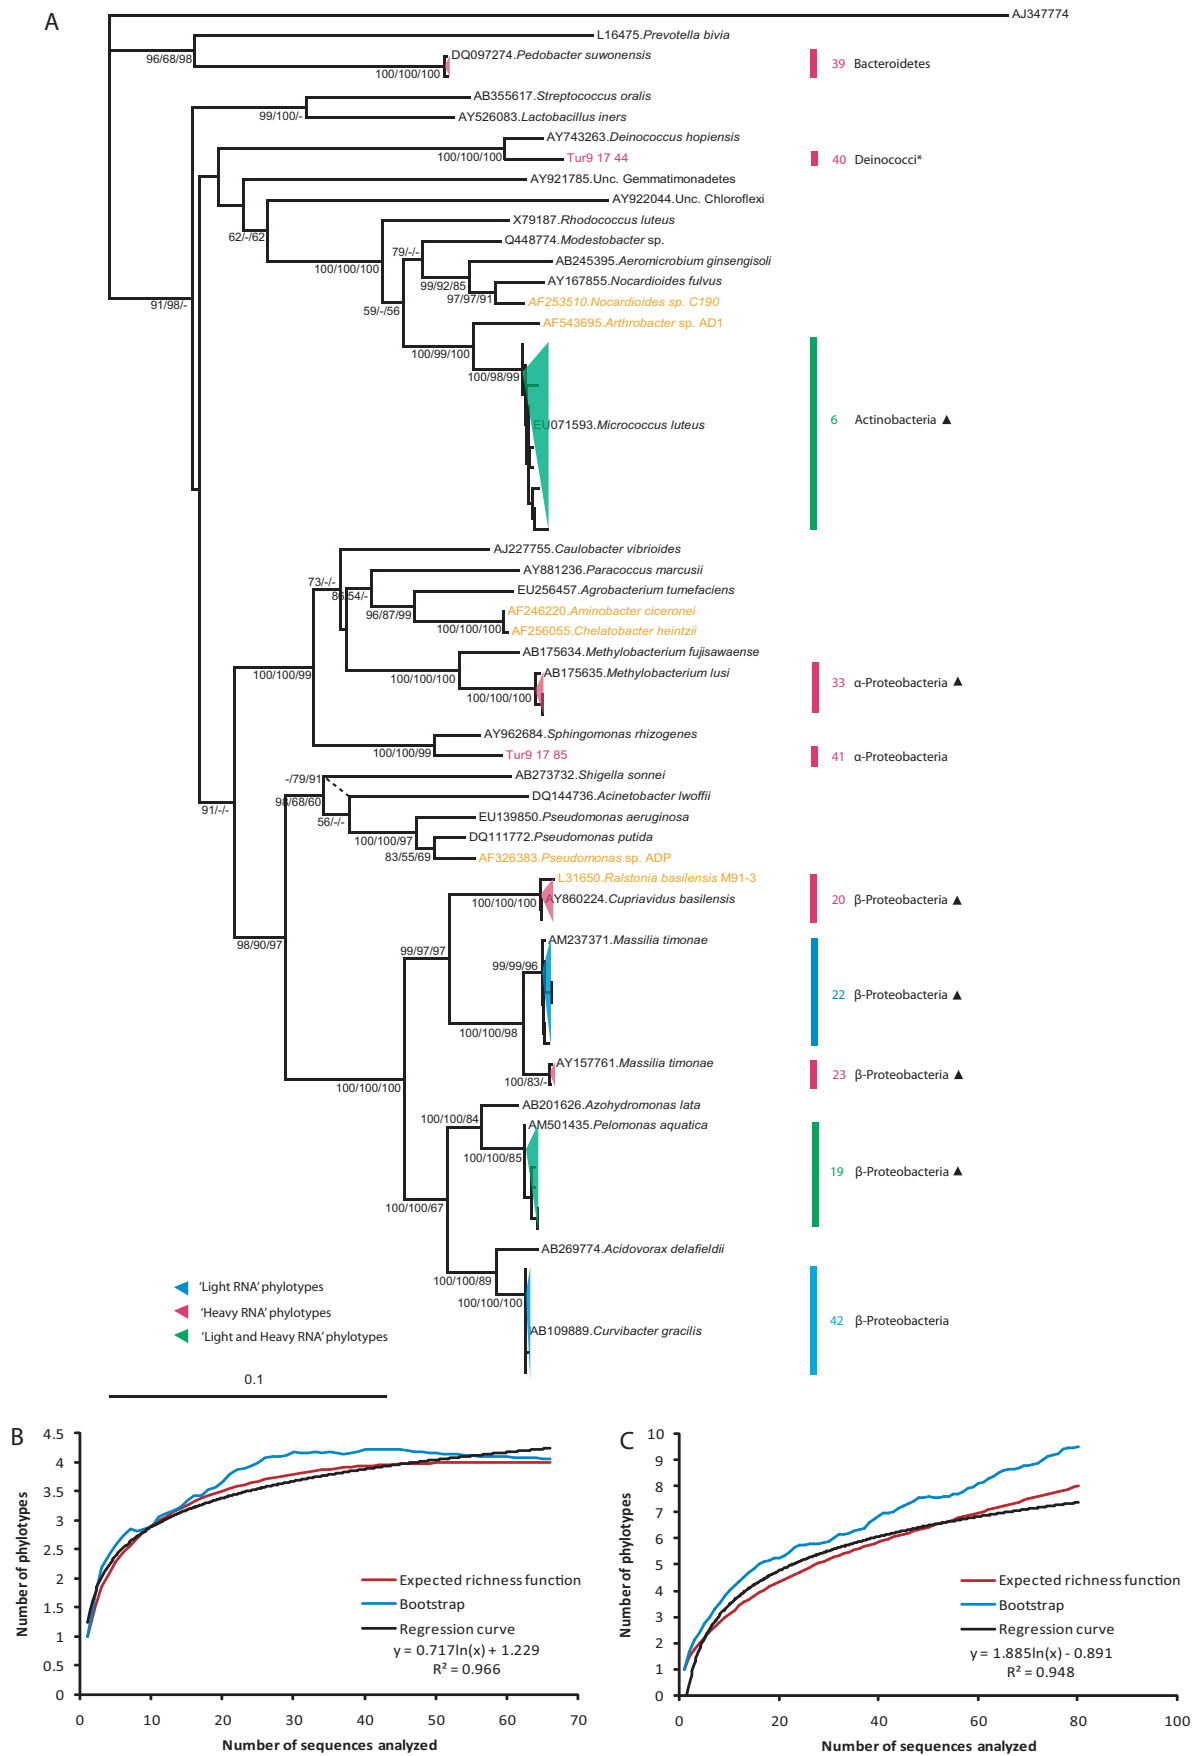 A
AJ347774
L16475.Prevotella bivia
96/68/98
DQ097274.Pedobacter suwonensis
39 Bacteroidetes
100/100/100
AB355617.Streptococcus oralis
99/100/-
AY526083.Lactobacillus iners
AY743263.Deinococcus hopiensis
100/100/100
Tur9 17 44
40 Deinococci*
AY921785.Unc. Gemmatimonadetes
AY922044.Unc. Chloroflexi
X79187.Rhodococcus luteus
62/-/62
Q448774.Modestobacter sp.
79/-/-
100/100/100
AB245395.Aeromicrobium ginsengisoli
99/92/85
AY167855.Nocardioides fulvus
97/97/91
AF253510.Nocardioides sp. C190
91/98/-
59/-/56
AF543695.Arthrobacter sp. AD1
100/99/100
100/98/99
6 Actinobacteria ▲
EU071593.Micrococcus luteus
AJ227755.Caulobacter vibrioides
AY881236.Paracoccus marcusii
73/-/-
86/54/-
EU256457.Agrobacterium tumefaciens
96/87/99
AF246220.Aminobacter ciceronei
100/100/100
AF256055.Chelatobacter heintzii
AB175634.Methylobacterium fujisawaense
100/100/99
100/100/100
AB175635.Methylobacterium lusi
33 α-Proteobacteria ▲
100/100/100
AY962684.Sphingomonas rhizogenes
100/100/99
Tur9 17 85
41 α-Proteobacteria
AB273732.Shigella sonnei
-/79/91
DQ144736.Acinetobacter lwoffii
98/68/60
91/-/-
56/-/-
EU139850.Pseudomonas aeruginosa
100/100/97
DQ111772.Pseudomonas putida
83/55/69
AF326383.Pseudomonas sp. ADP
L31650.Ralstonia basilensis M91-3
100/100/100
AY860224.Cupriavidus basilensis
20 β-Proteobacteria ▲
98/90/97
99/97/97
AM237371.Massilia timonae
99/99/96
22 β-Proteobacteria ▲
100/100/98
AY157761.Massilia timonae
23 β-Proteobacteria ▲
100/83/-
100/100/100
AB201626.Azohydromonas lata
100/100/84
AM501435.Pelomonas aquatica
100/100/85
19 β-Proteobacteria ▲
100/100/67
AB269774.Acidovorax delafieldii
100/100/89
100/100/100
AB109889.Curvibacter gracilis
42 β-Proteobacteria
'Light RNA' phylotypes
'Heavy RNA' phylotypes
'Light and Heavy RNA' phylotypes
0.1
B
Number of phylotypes
4.5
4
3.5
3
2.5
2
1.5
1
0.5
0
Expected richness function
Bootstrap
Regression curve
y = 0.717ln(x) + 1.229
R² = 0.966
0 10 20 30 40 50 60 70
Number of sequences analyzed
C
Number of phylotypes
10
9
8
7
6
5
4
3
2
1
0
Expected richness function
Bootstrap
Regression curve
y = 1.885ln(x) - 0.891
R² = 0.948
0 20 40 60 80 100
Number of sequences analyzed